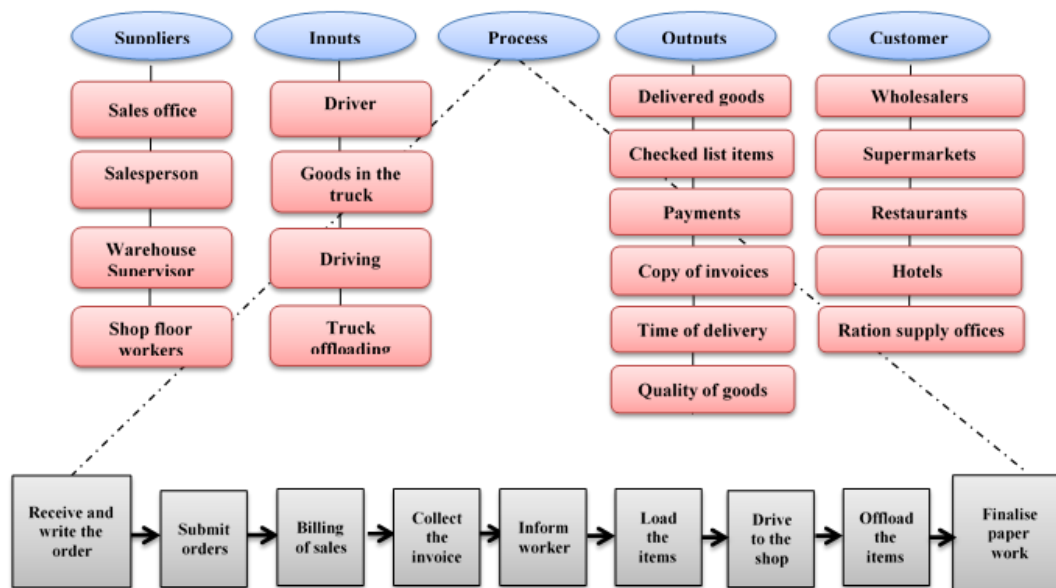 Suppliers
Inputs
Process
Outputs
Customer
Sales office
Salesperson
Warehouse
Supervisor
Shop floor
workers
Driver
Goods in the
truck
Driving
Truck
offloading
Delivered goods
Checked list items
Payments
Copy of invoices
Time of delivery
Quality of goods
Wholesalers
Supermarkets
Restaurants
Hotels
Ration supply offices
Receive and
write the
order
Submit
orders
Billing
of sales
Collect
the
invoice
Inform
worker
Load
the
items
Drive
to the
shop
Offload
the
items
Finalise
paper
work